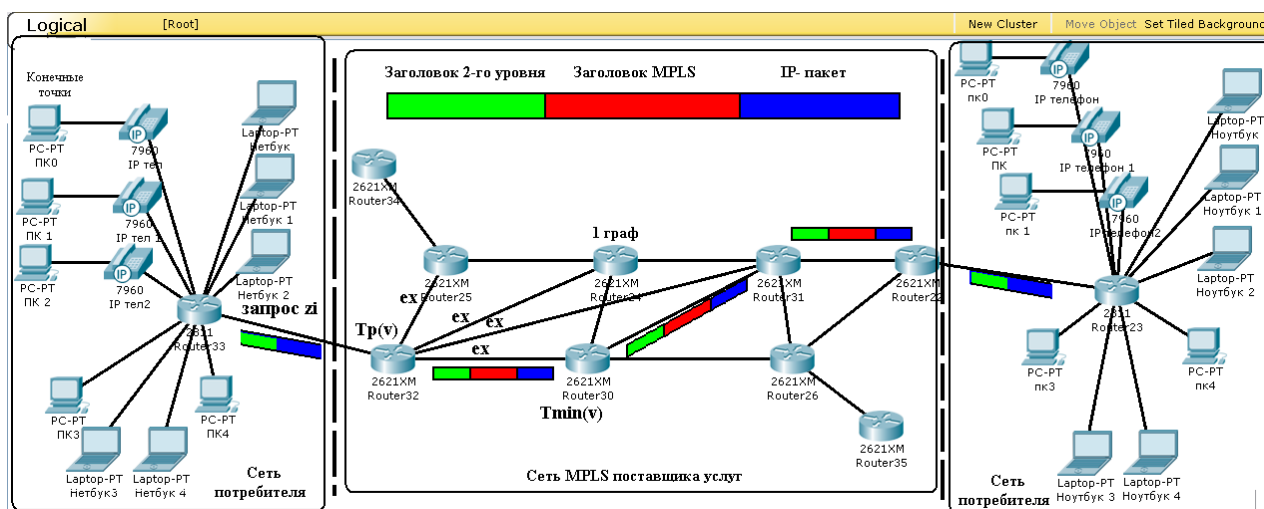 Logical
[Root]
New Cluster
Move Object
Set Tiled Background
Конечные
точки
PC-PT
ПК0
7960
IP тел
Laptop-PT
Нетбук
PC-PT
ПК 1
7960
IP тел 1
Laptop-PT
Нетбук 1
PC-PT
ПК 2
7960
IP тел2
Laptop-PT
Нетбук 2
запрос zi
2811
Router33
PC-PT
ПК3
PC-PT
ПК4
Laptop-PT
Нетбук3
Laptop-PT
Нетбук 4
Сеть
потребителя
Заголовок 2-го уровня
Заголовок MPLS
IP- пакет
2621XM
Router34
1 граф
2621XM
Router25
2621XM
Router24
2621XM
Router31
2621XM
Router22
ex
ex
ex
ex
Tp(v)
2621XM
Router32
2621XM
Router30
2621XM
Router26
Tmin(v)
2621XM
Router35
Сеть MPLS поставщика услуг
PC-PT
пк0
7960
IP телефон
Laptop-PT
Ноутбук
PC-PT
ПК
7960
IP телефон 1
Laptop-PT
Ноутбук 1
PC-PT
пк 1
7960
IP телефон2
Laptop-PT
Ноутбук 2
2811
Router23
PC-PT
пк3
PC-PT
пк4
Laptop-PT
Ноутбук 3
Laptop-PT
Ноутбук 4
Сеть
потребителя